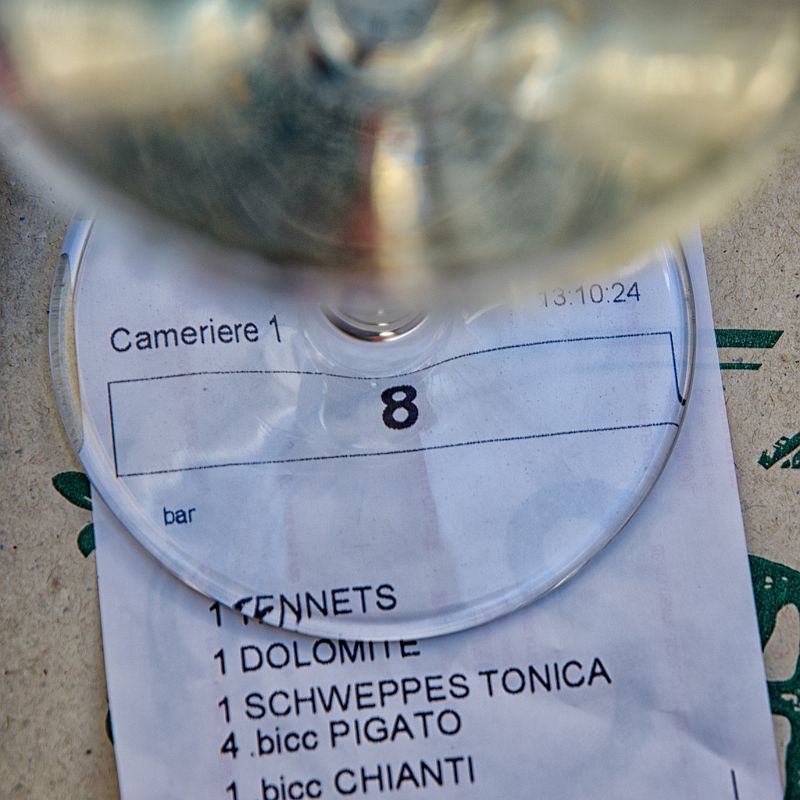 13:10:24
Cameriere 1
8
bar
1 TENNETS
1 DOLOMITE
1 SCHWEPPES TONICA
4 .bicc PIGATO
1 .bicc CHIANTI